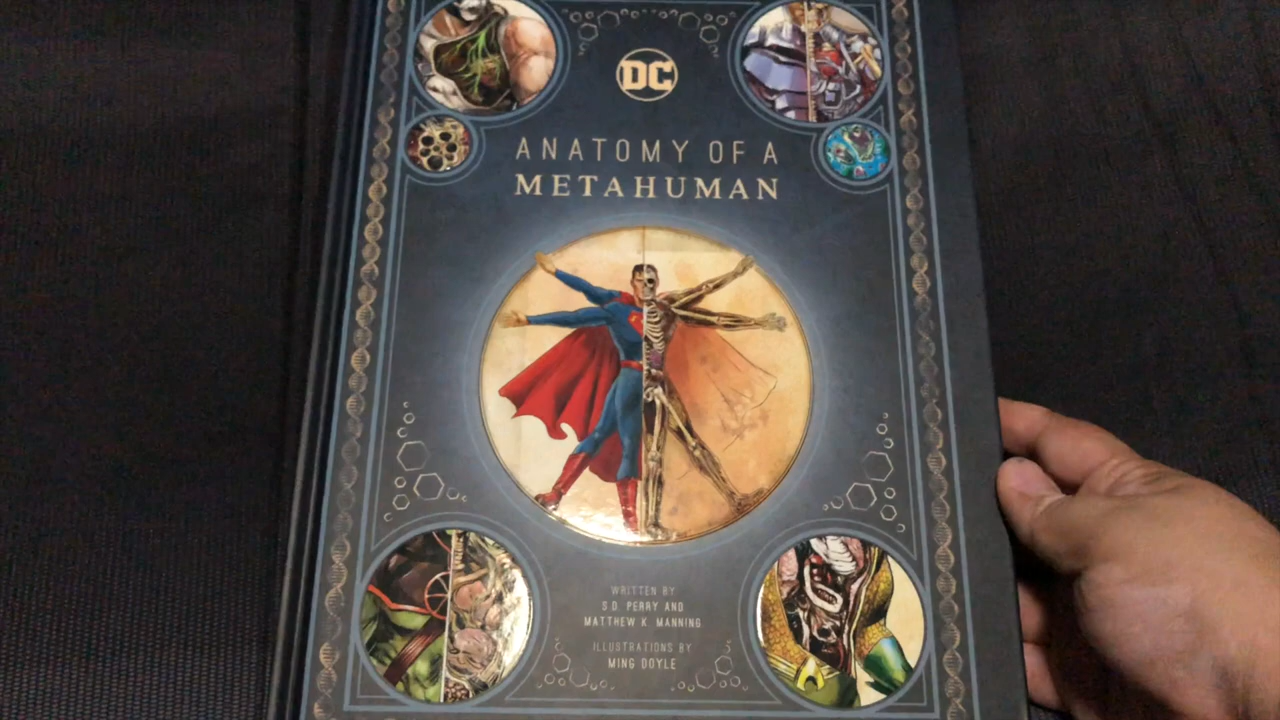 DC
ANATOMY OF A
METAHUMAN
WRITTEN BY
S.D. PERRY AND
MATTHEW K. MANNING
ILLUSTRATIONS BY
MING DOYLE